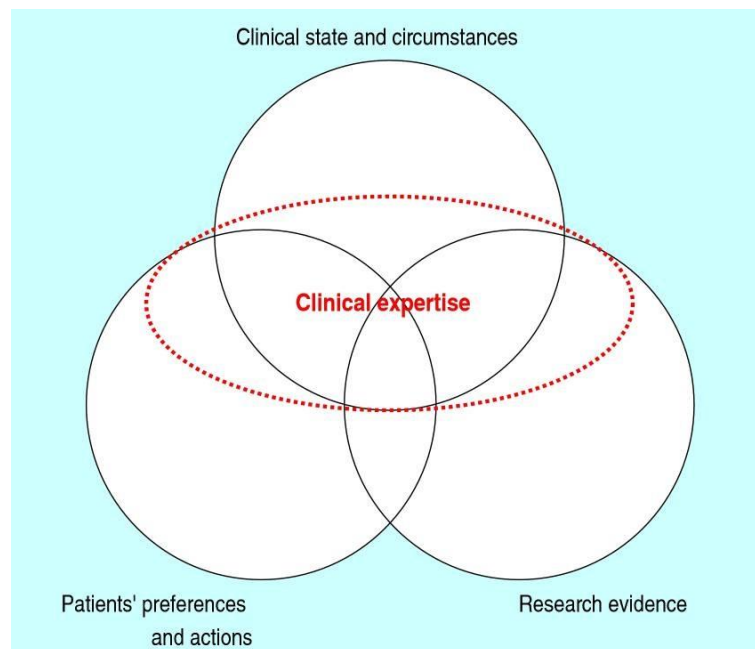 Clinical state and circumstances
Clinical expertise
Patients' preferences
and actions
Research evidence